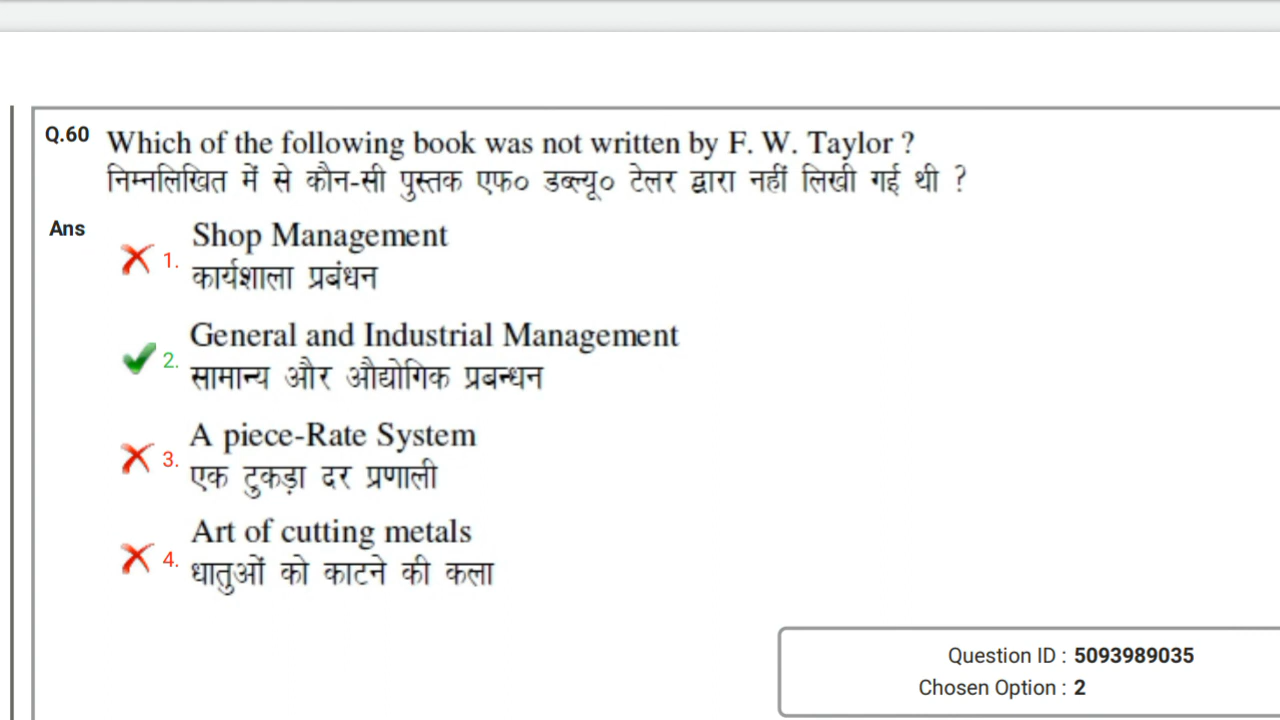 Q.60 Which of the following book was not written by F. W. Taylor ?
निम्नलिखित में से कौन-सी पुस्तक एफ० डब्ल्यू० टेलर द्वारा नहीं लिखी गई थी ?
Ans
Shop Management
1.
कार्यशाला प्रबंधन
General and Industrial Management
2.
सामान्य और औद्योगिक प्रबन्धन
A piece-Rate System
3.
एक टुकड़ा दर प्रणाली
Art of cutting metals
4.
धातुओं को काटने की कला
Question ID : 5093989035
Chosen Option : 2